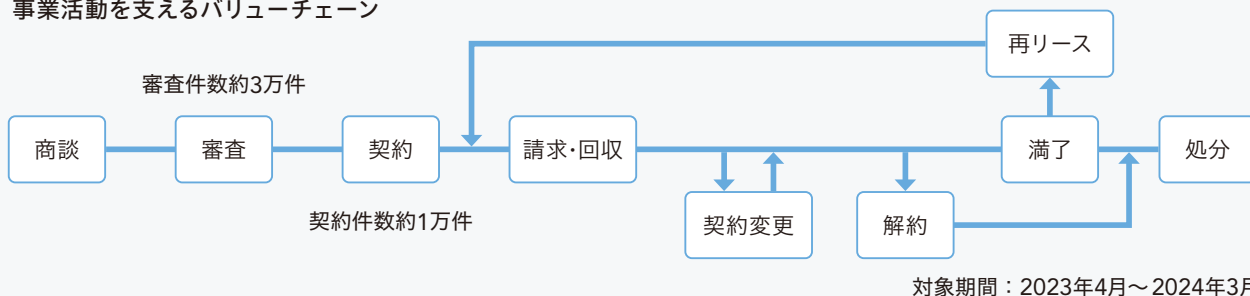 事業活動を支えるバリューチェーン
再リース
審査件数約3万件
商談
審査
契約
請求・回収
満了
処分
契約変更
解約
契約件数約1万件
対象期間：2023年4月～2024年3月